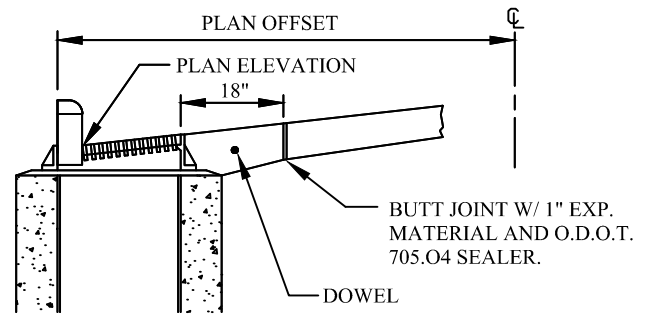 PLAN OFFSET
℄
PLAN ELEVATION
18"
BUTT JOINT W/ 1" EXP.
MATERIAL AND O.D.O.T.
705.O4 SEALER.
DOWEL